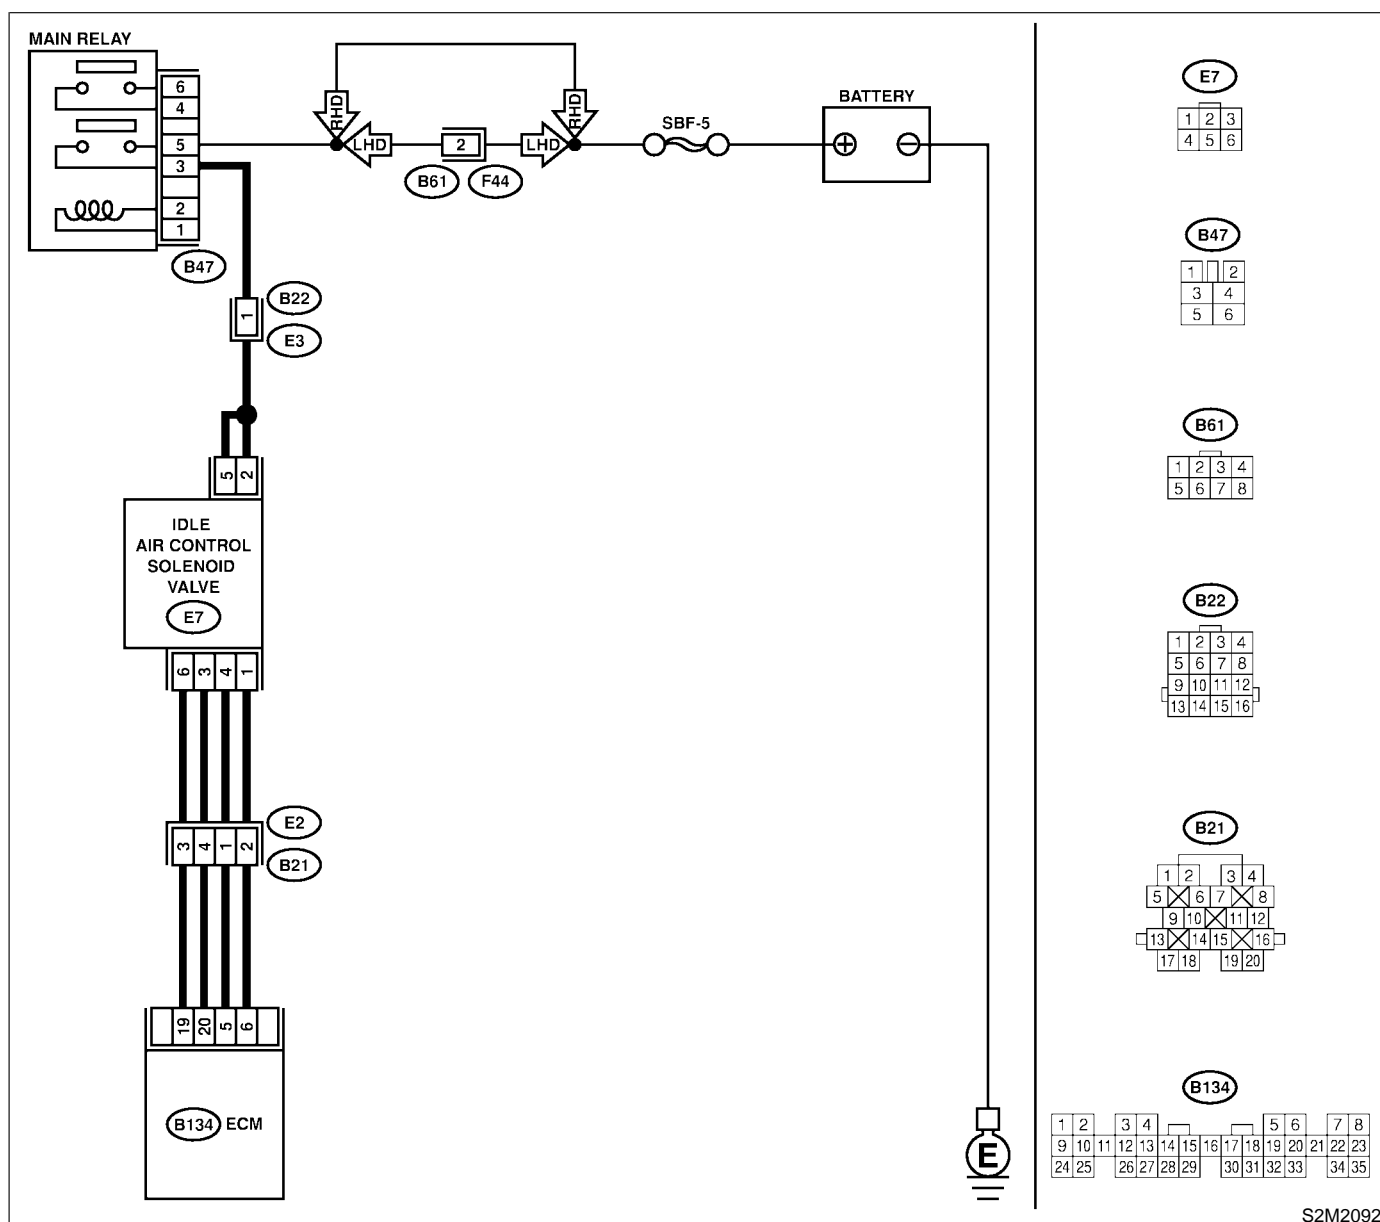 MAIN RELAY
6
4
5
3
2
1
B47
RHD
LHD
2
B61
F44
LHD
RHD
SBF-5
BATTERY
+ −
1
B22
E3
5 2
IDLE
AIR CONTROL
SOLENOID
VALVE
E7
6 3 4 1
E2
3 4 1 2
B21
19 20 5 6
B134 ECM
E
E7
1 2 3
4 5 6
B47
1 2
3 4
5 6
B61
1 2 3 4
5 6 7 8
B22
1 2 3 4
5 6 7 8
9 10 11 12
13 14 15 16
B21
1 2 3 4
5 6 7 8
9 10 11 12
13 14 15 16
17 18 19 20
B134
1 2 3 4 5 6 7 8
9 10 11 12 13 14 15 16 17 18 19 20 21 22 23
24 25 26 27 28 29 30 31 32 33 34 35
S2M2092